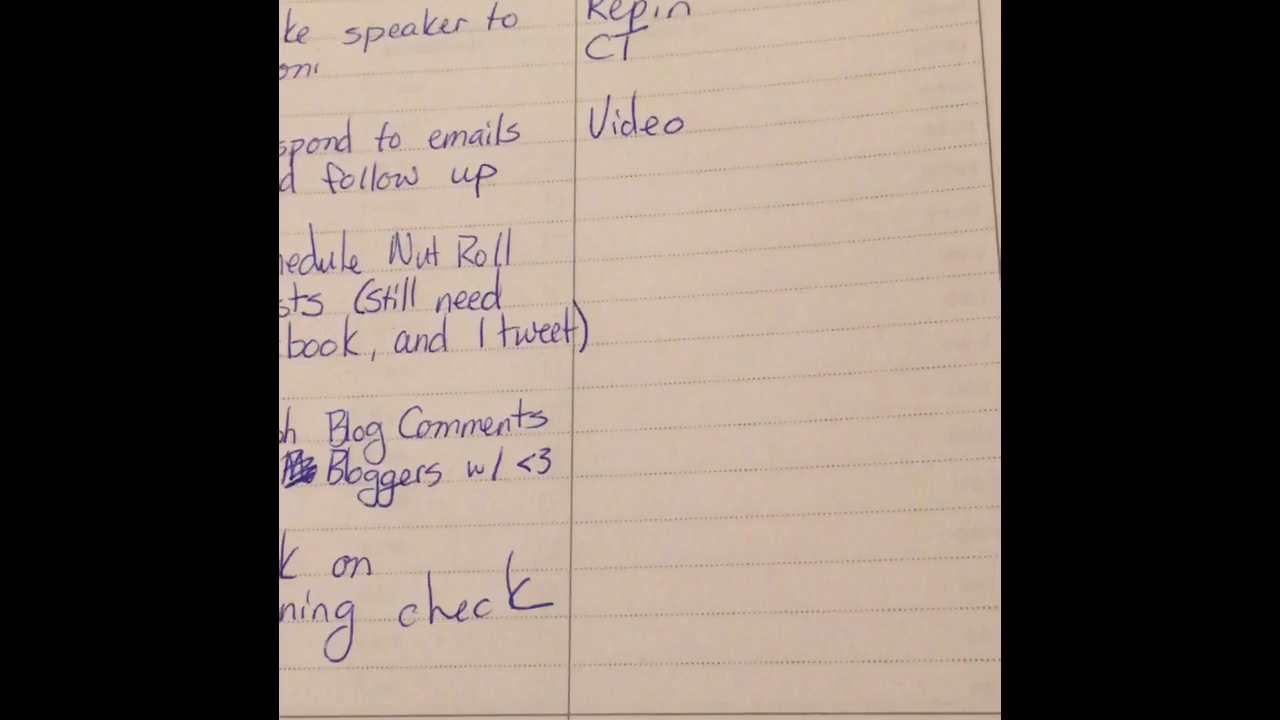 ke speaker to
Repin
CT
spond to emails
d follow up
Video
hedule Nut Roll
sts (still need
book, and 1 tweet)
h Blog Comments
Bloggers w/ <3
k on
ning check